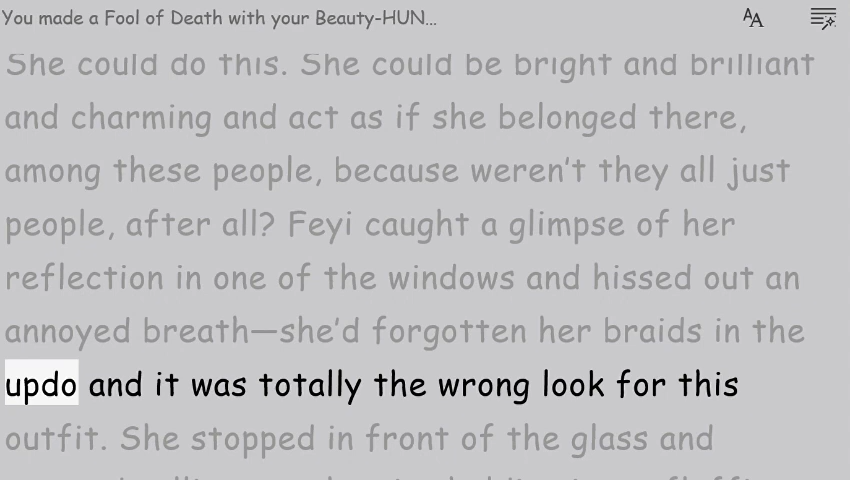 You made a Fool of Death with your Beauty-HUN...
She could do this. She could be bright and brilliant
and charming and act as if she belonged there,
among these people, because weren't they all just
people, after all? Feyi caught a glimpse of her
reflection in one of the windows and hissed out an
annoyed breath—she'd forgotten her braids in the
updo and it was totally the wrong look for this
outfit. She stopped in front of the glass and